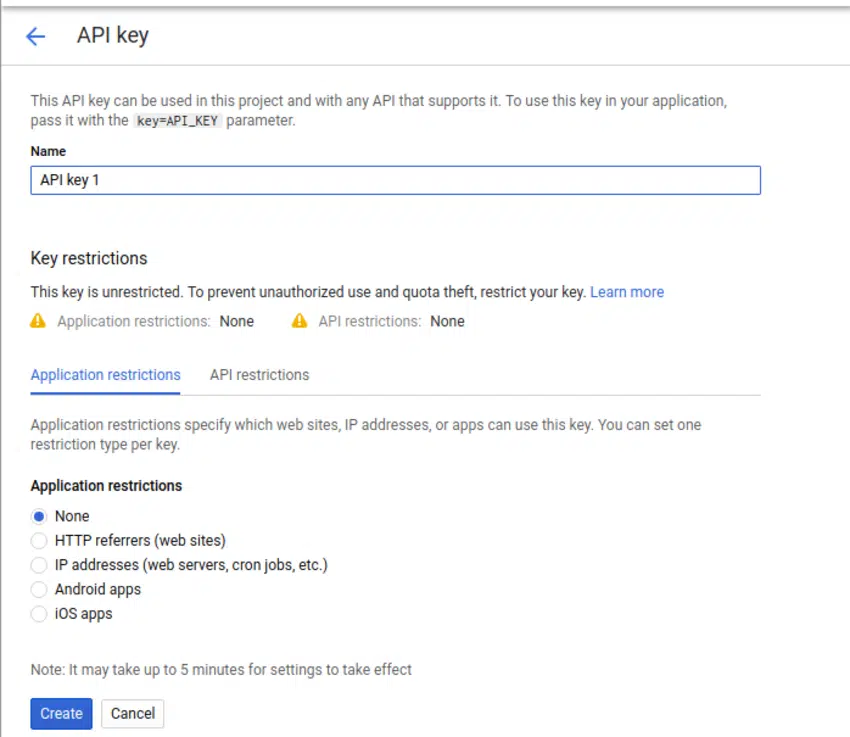 API key
This API key can be used in this project and with any API that supports it. To use this key in your application,
pass it with the key=API_KEY parameter.
Name
API key 1
Key restrictions
This key is unrestricted. To prevent unauthorized use and quota theft, restrict your key. Learn more
Application restrictions: None API restrictions: None
Application restrictions API restrictions
Application restrictions specify which web sites, IP addresses, or apps can use this key. You can set one
restriction type per key.
Application restrictions
None
HTTP referrers (web sites)
IP addresses (web servers, cron jobs, etc.)
Android apps
iOS apps
Note: It may take up to 5 minutes for settings to take effect
Create Cancel